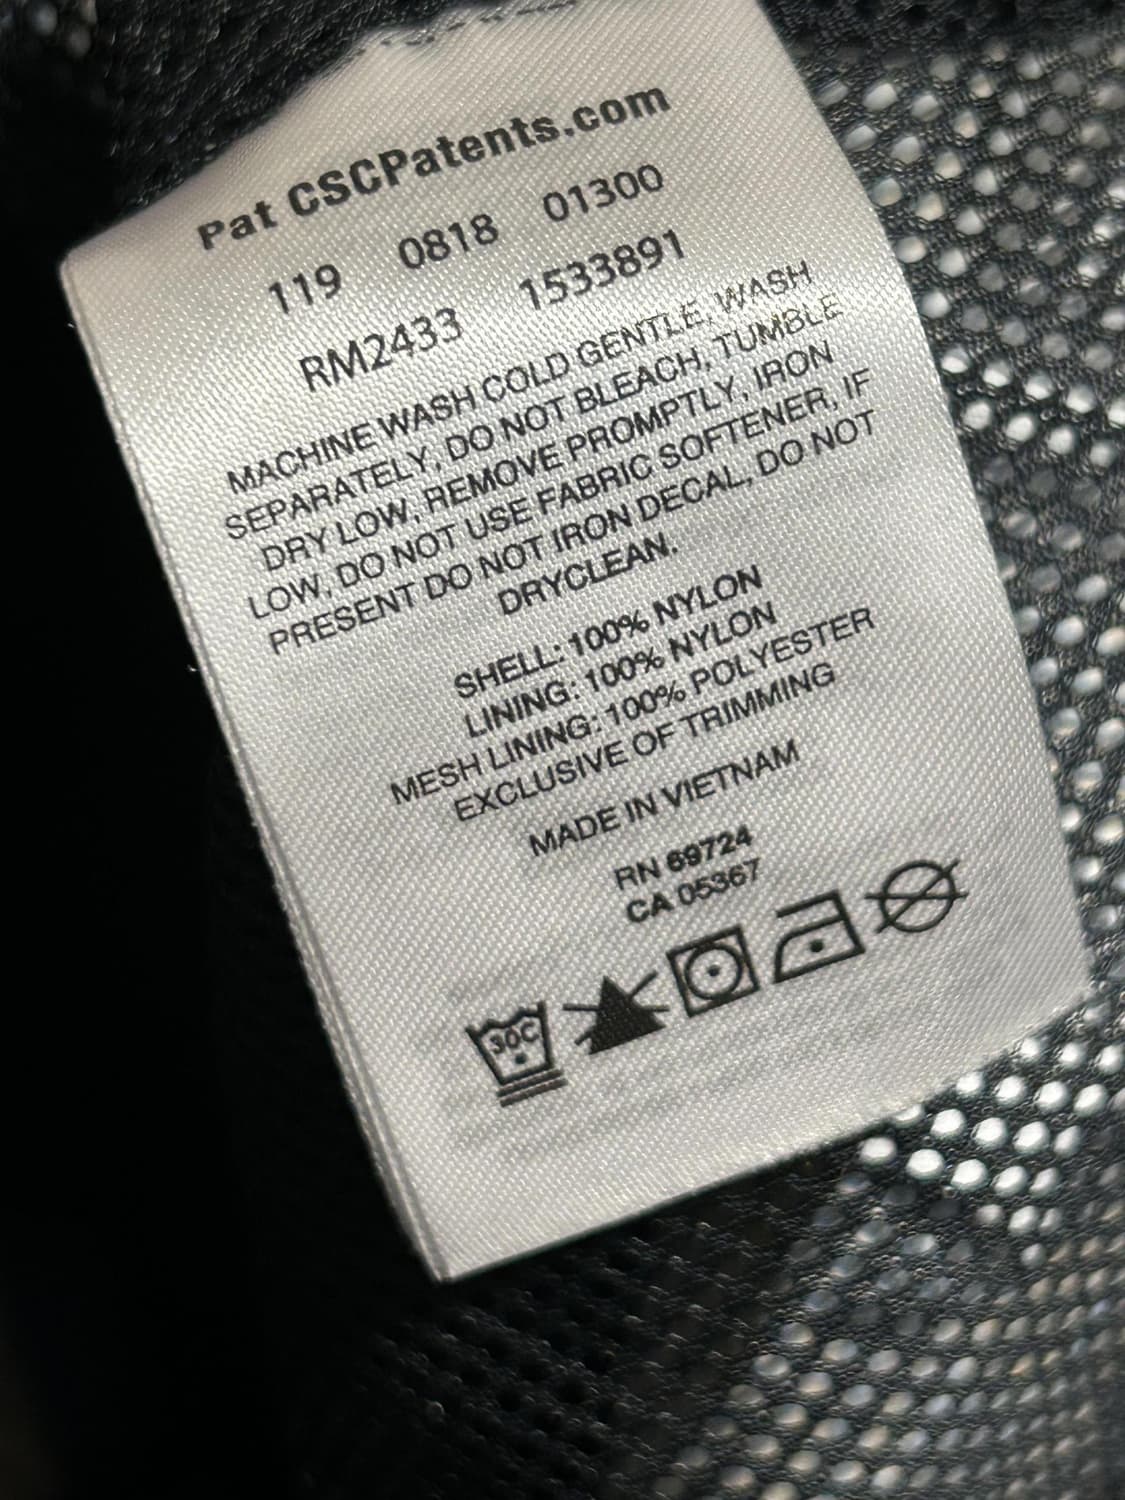 Pat CSCPatents.com
119 0818 01300
RM2433 1533891
MACHINE WASH COLD GENTLE, WASH
SEPARATELY, DO NOT BLEACH, TUMBLE
DRY LOW, REMOVE PROMPTLY, IRON
LOW, DO NOT USE FABRIC SOFTENER, IF
PRESENT DO NOT IRON DECAL, DO NOT
DRYCLEAN.
SHELL: 100% NYLON
LINING: 100% NYLON
MESH LINING: 100% POLYESTER
EXCLUSIVE OF TRIMMING
MADE IN VIETNAM
RN 69724
CA 05367
30C